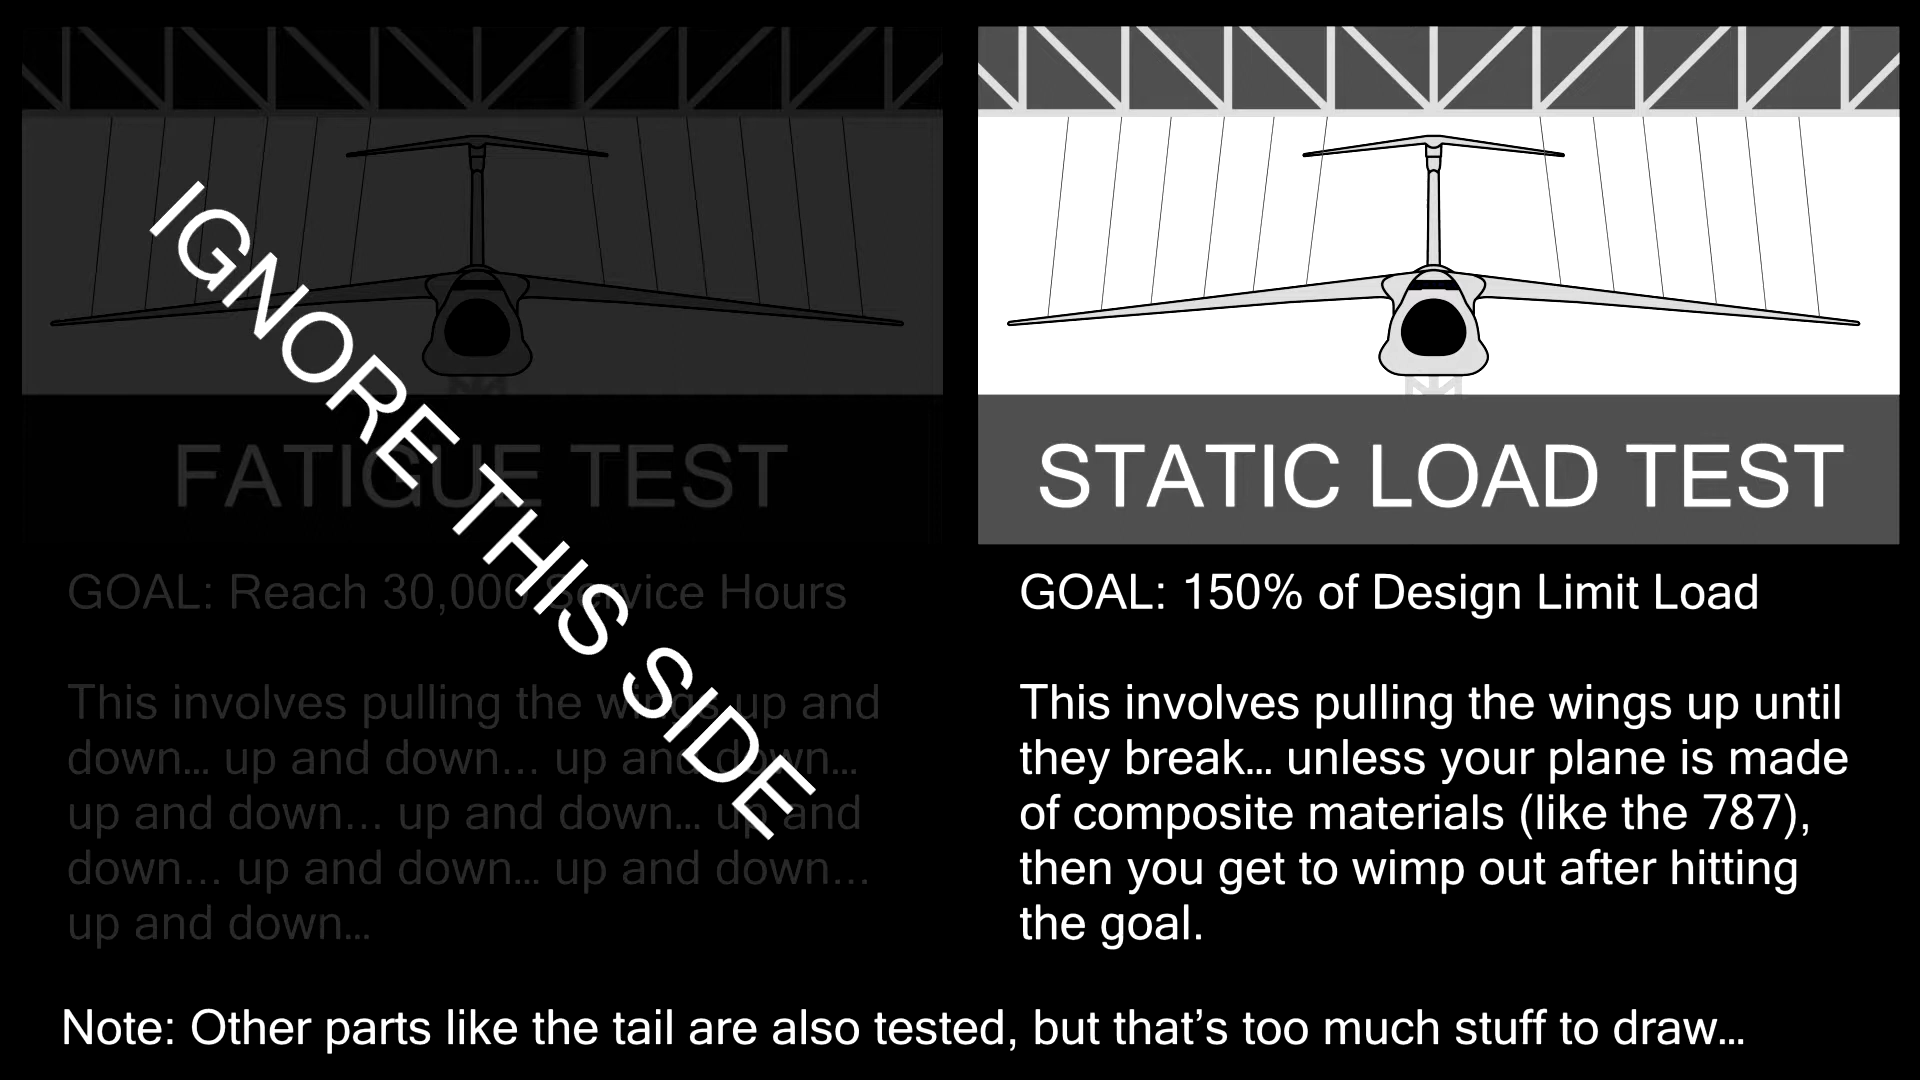 FATIGUE TEST
GOAL: Reach 30,000 Service Hours
This involves pulling the wings up and
down... up and down... up and down...
up and down... up and down... up and
down... up and down... up and down...
up and down...
IGNORE THIS SIDE
STATIC LOAD TEST
GOAL: 150% of Design Limit Load
This involves pulling the wings up until
they break... unless your plane is made
of composite materials (like the 787),
then you get to wimp out after hitting
the goal.
Note: Other parts like the tail are also tested, but that’s too much stuff to draw...